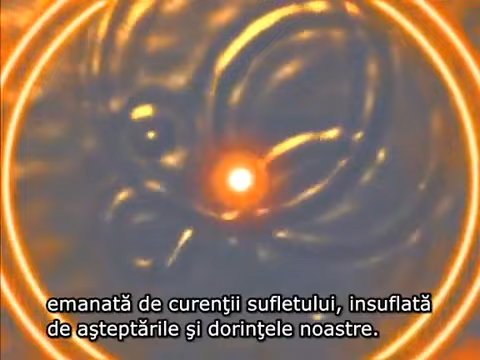 emanată de curenţii sufletului, insuflată
de aşteptările şi dorinţele noastre.